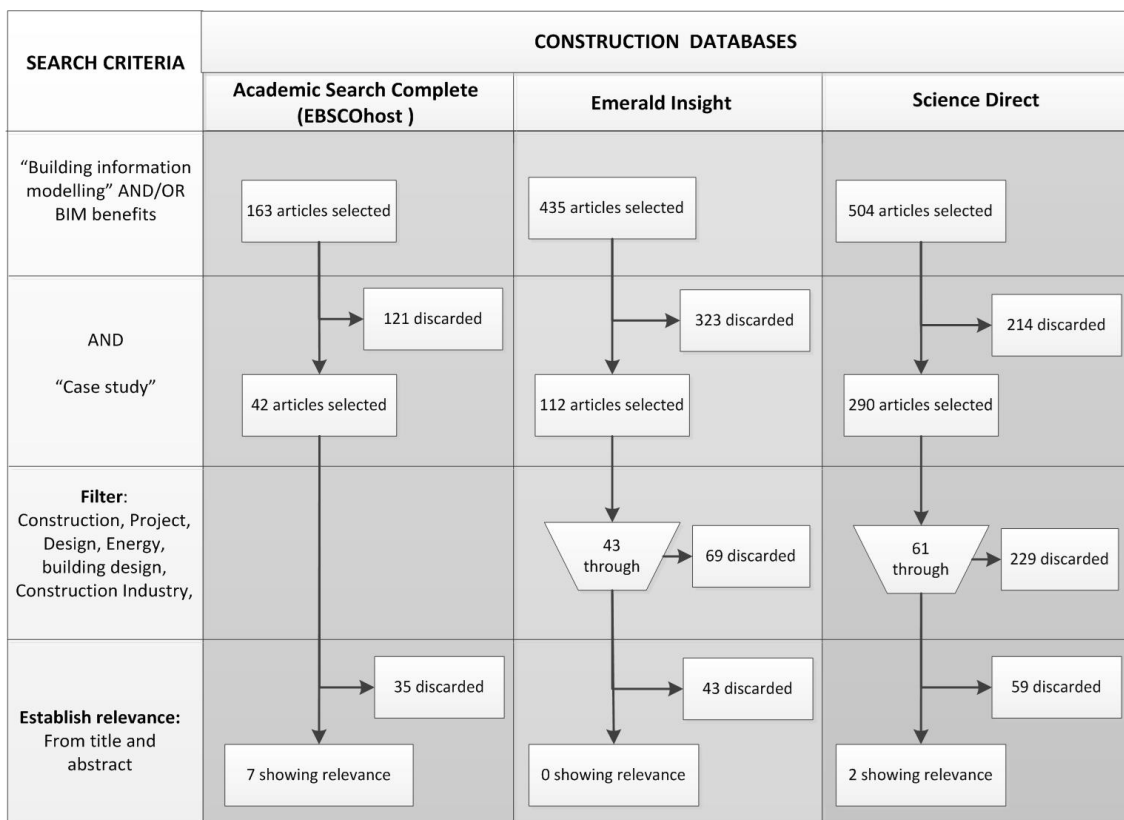 SEARCH CRITERIA
CONSTRUCTION DATABASES
Academic Search Complete
(EBSCOhost )
Emerald Insight
Science Direct
“Building information
modelling” AND/OR
BIM benefits
163 articles selected
435 articles selected
504 articles selected
AND
“Case study”
121 discarded
323 discarded
214 discarded
42 articles selected
112 articles selected
290 articles selected
Filter:
Construction, Project,
Design, Energy,
building design,
Construction Industry,
43
through
69 discarded
61
through
229 discarded
Establish relevance:
From title and
abstract
35 discarded
43 discarded
59 discarded
7 showing relevance
0 showing relevance
2 showing relevance